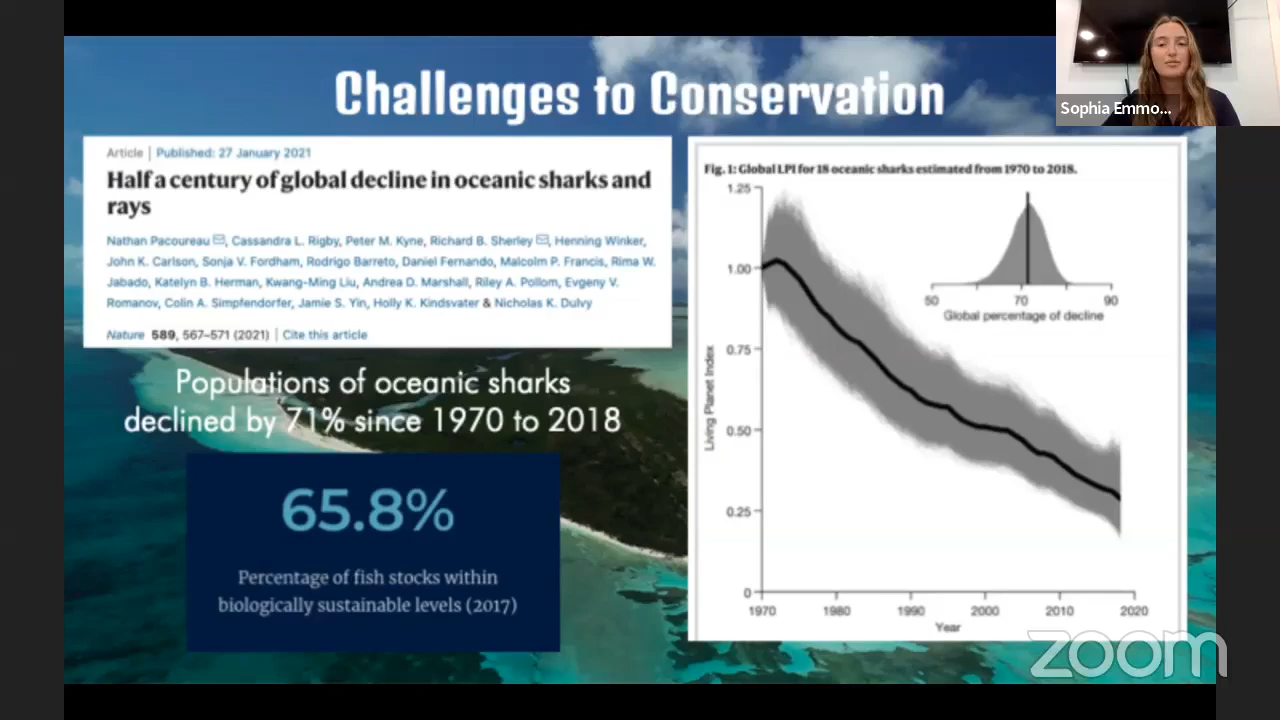 Challenges to Conservation
Sophia Emmo...
Article | Published: 27 January 2021
Half a century of global decline in oceanic sharks and
rays
Nathan Pacoureau, Cassandra L. Rigby, Peter M. Kyne, Richard B. Sherley, Henning Winker,
John K. Carlson, Sonja V. Fordham, Rodrigo Barreto, Daniel Fernando, Malcolm P. Francis, Rima W.
Jabado, Katelyn B. Herman, Kwang-Ming Liu, Andrea D. Marshall, Riley A. Pollom, Evgeny V.
Romanov, Colin A. Simpfendorfer, Jamie S. Yin, Holly K. Kindsvater & Nicholas K. Dulvy
Nature 589, 567–571 (2021) | Cite this article
Populations of oceanic sharks
declined by 71% since 1970 to 2018
65.8%
Percentage of fish stocks within
biologically sustainable levels (2017)
Fig. 1: Global LPI for 18 oceanic sharks estimated from 1970 to 2018.
1.25
1.00
0.75
0.50
0.25
0
Living Planet Index
50 70 90
Global percentage of decline
1970 1980 1990 2000 2010 2020
Year
zoom